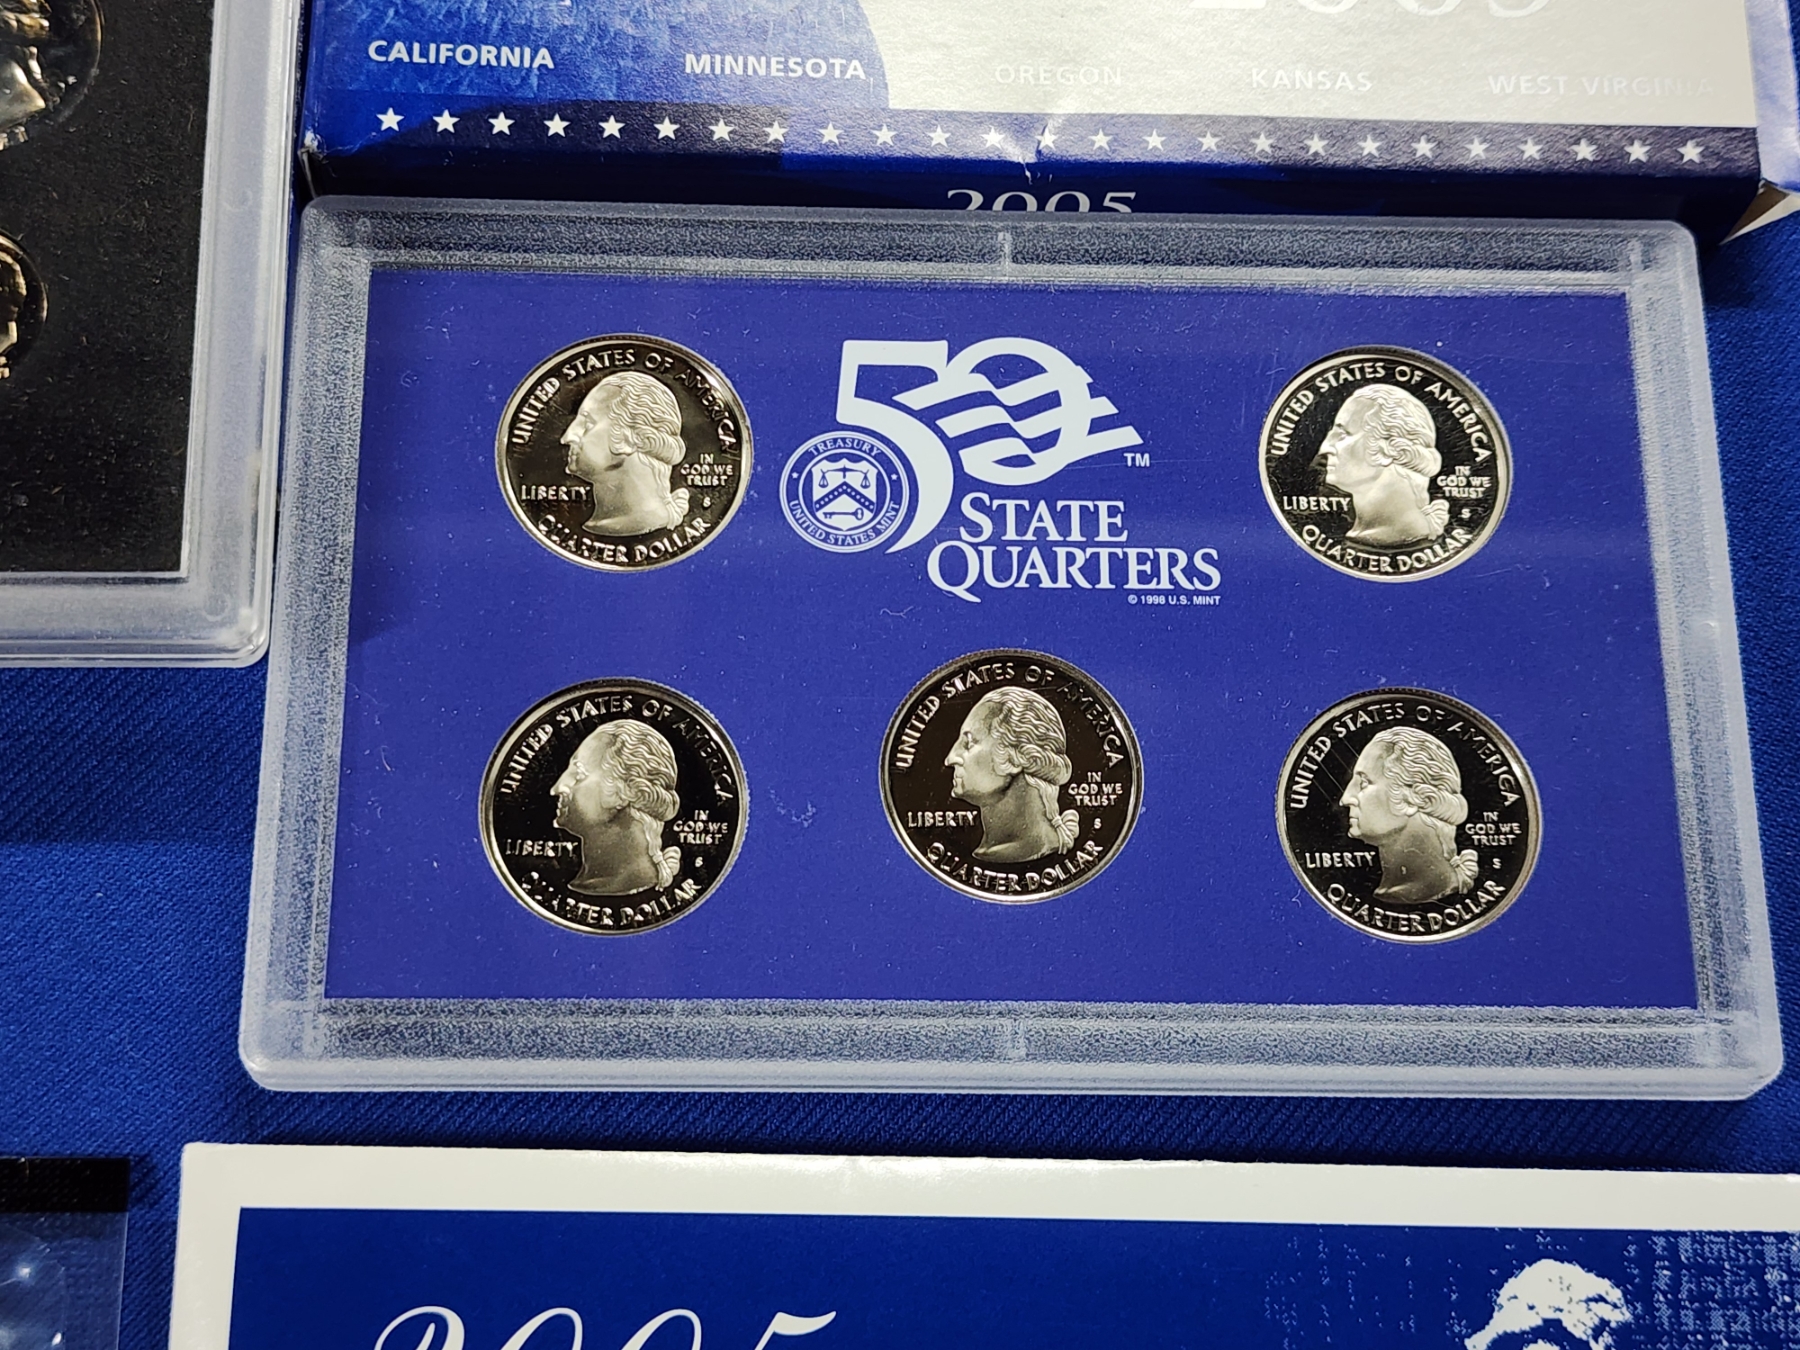 2005
CALIFORNIA MINNESOTA OREGON KANSAS WEST VIRGINIA
2005
50
TM
TREASURY
UNITED STATES MINT
STATE
QUARTERS
© 1998 U.S. MINT
UNITED STATES OF AMERICA
IN
GOD WE
TRUST
LIBERTY
S
QUARTER DOLLAR
UNITED STATES OF AMERICA
IN
GOD WE
TRUST
LIBERTY
S
QUARTER DOLLAR
UNITED STATES OF AMERICA
IN
GOD WE
TRUST
LIBERTY
S
QUARTER DOLLAR
UNITED STATES OF AMERICA
IN
GOD WE
TRUST
LIBERTY
S
QUARTER DOLLAR
UNITED STATES OF AMERICA
IN
GOD WE
TRUST
LIBERTY
S
QUARTER DOLLAR
2005